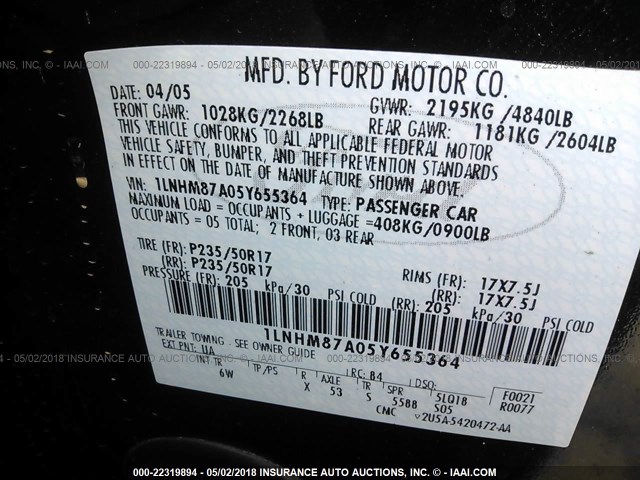 000-22319894 - 05/02/2018 INSURANCE AUTO AUCTIONS INC. - © - IAAI.COM
MFD. BY FORD MOTOR CO.
DATE: 04/05 GVWR: 2195KG /4840LB
FRONT GAWR: 1028KG/2268LB REAR GAWR: 1181KG /2604LB
THIS VEHICLE CONFORMS TO ALL APPLICABLE FEDERAL MOTOR
VEHICLE SAFETY, BUMPER, AND THEFT PREVENTION STANDARDS
IN EFFECT ON THE DATE OF MANUFACTURE SHOWN ABOVE.
VIN: 1LNHM87A05Y655364 TYPE: PASSENGER CAR
MAXIMUM LOAD = OCCUPANTS + LUGGAGE =408KG/0900LB
OCCUPANTS = 05 TOTAL; 2 FRONT, 03 REAR
TIRE (FR): P235/50R17 RIMS (FR): 17X7.5J
(RR): P235/50R17 (RR): 17X7.5J
PRESSURE (FR): 205 kPa/30 PSI COLD (RR): 205 kPa/30 PSI COLD
1LNHM87A05Y655364
TRAILER TOWING - SEE OWNER GUIDE
EXT PNT: UA RC: 84 DSO: F0021
INT TR TP/PS R AXLE TR SPR 5LQ18 R0077
6W X 53 S 5588 S05
CMC 2U5A-5420472-AA
000-22319894 - 05/02/2018 INSURANCE AUTO AUCTIONS INC. - © - IAAI.COM